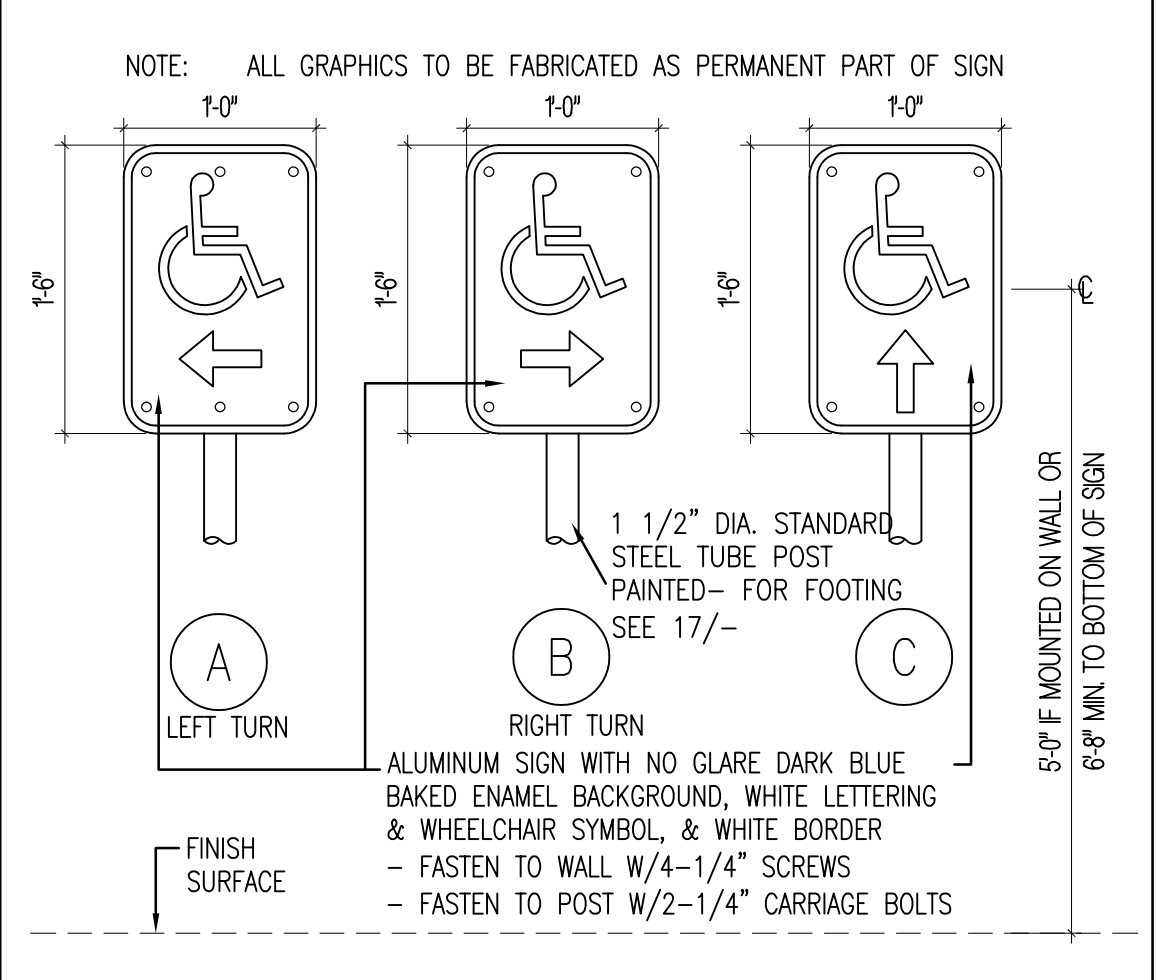 NOTE: ALL GRAPHICS TO BE FABRICATED AS PERMANENT PART OF SIGN
1'-0"
1'-0"
1'-0"
1'-6"
1'-6"
1'-6"
℄
1 1/2" DIA. STANDARD
STEEL TUBE POST
PAINTED– FOR FOOTING
SEE 17/–
A
LEFT TURN
B
RIGHT TURN
C
5'-0" IF MOUNTED ON WALL OR
6'-8" MIN. TO BOTTOM OF SIGN
ALUMINUM SIGN WITH NO GLARE DARK BLUE
BAKED ENAMEL BACKGROUND, WHITE LETTERING
& WHEELCHAIR SYMBOL, & WHITE BORDER
– FASTEN TO WALL W/4–1/4" SCREWS
– FASTEN TO POST W/2–1/4" CARRIAGE BOLTS
FINISH
SURFACE